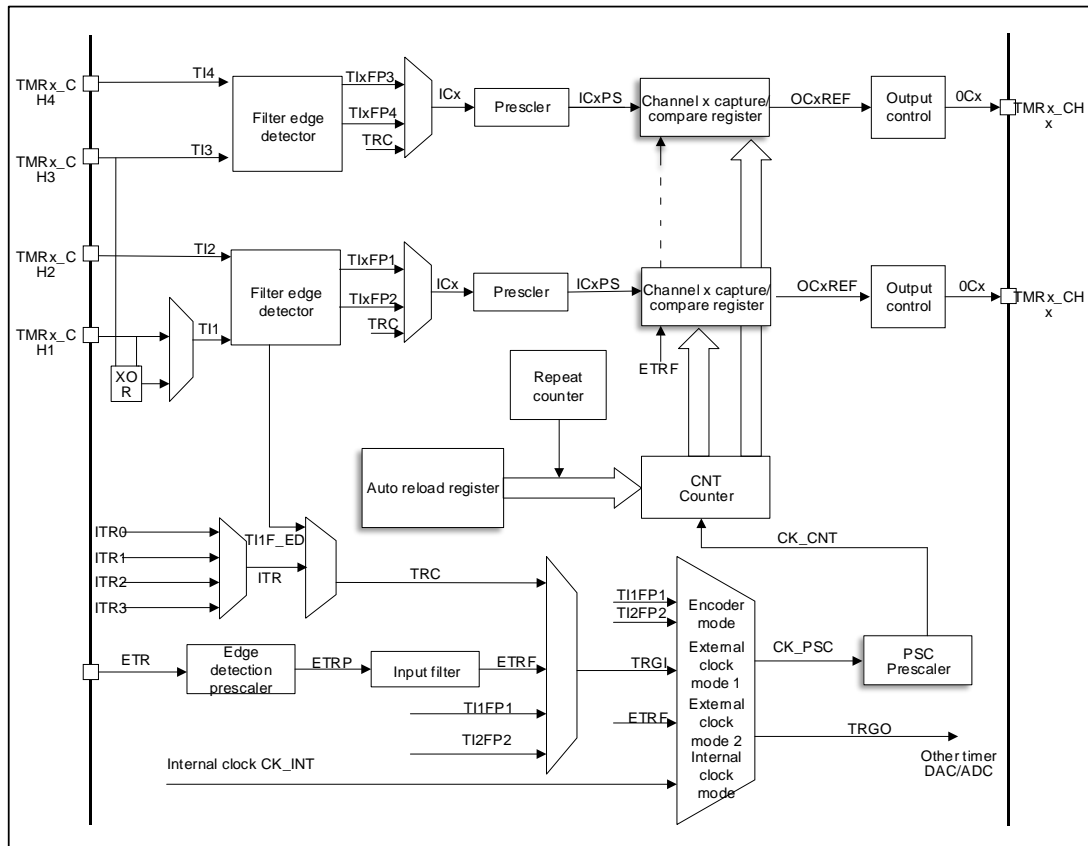 TMRx_C
H4
TI4
Filter edge
detector
TIxFP3
TIxFP4
TRC
ICx
Prescler
ICxPS
Channel x capture/
compare register
OCxREF
Output
control
0Cx
TMRx_CH
x
TMRx_C
H3
TI3
TMRx_C
H2
TI2
Filter edge
detector
TIxFP1
TIxFP2
TRC
ICx
Prescler
ICxPS
Channel x capture/
compare register
OCxREF
Output
control
0Cx
TMRx_CH
x
TMRx_C
H1
TI1
XO
R
ETRF
Repeat
counter
Auto reload register
CNT
Counter
CK_CNT
ITR0
ITR1
ITR2
ITR3
TI1F_ED
ITR
TRC
TI1FP1
TI2FP2
Encoder
mode
External
clock
mode 1
External
clock
mode 2
Internal
clock
mode
CK_PSC
PSC
Prescaler
ETR
Edge
detection
prescaler
ETRP
Input filter
ETRF
TRGI
TI1FP1
TI2FP2
ETRF
TRGO
Other timer
DAC/ADC
Internal clock CK_INT